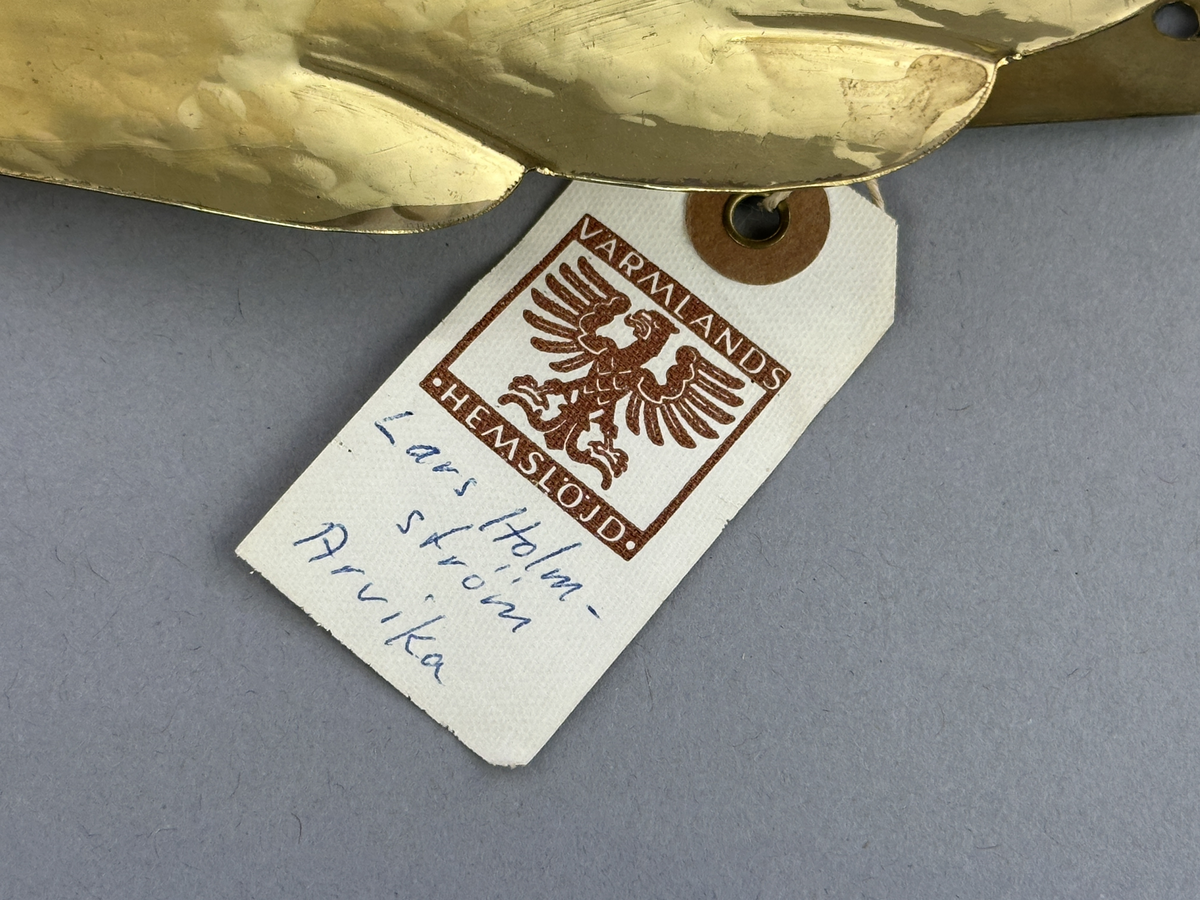 VÄRMLANDS
• HEMSLÖJD •
Lars Holm-
ström
Arvika